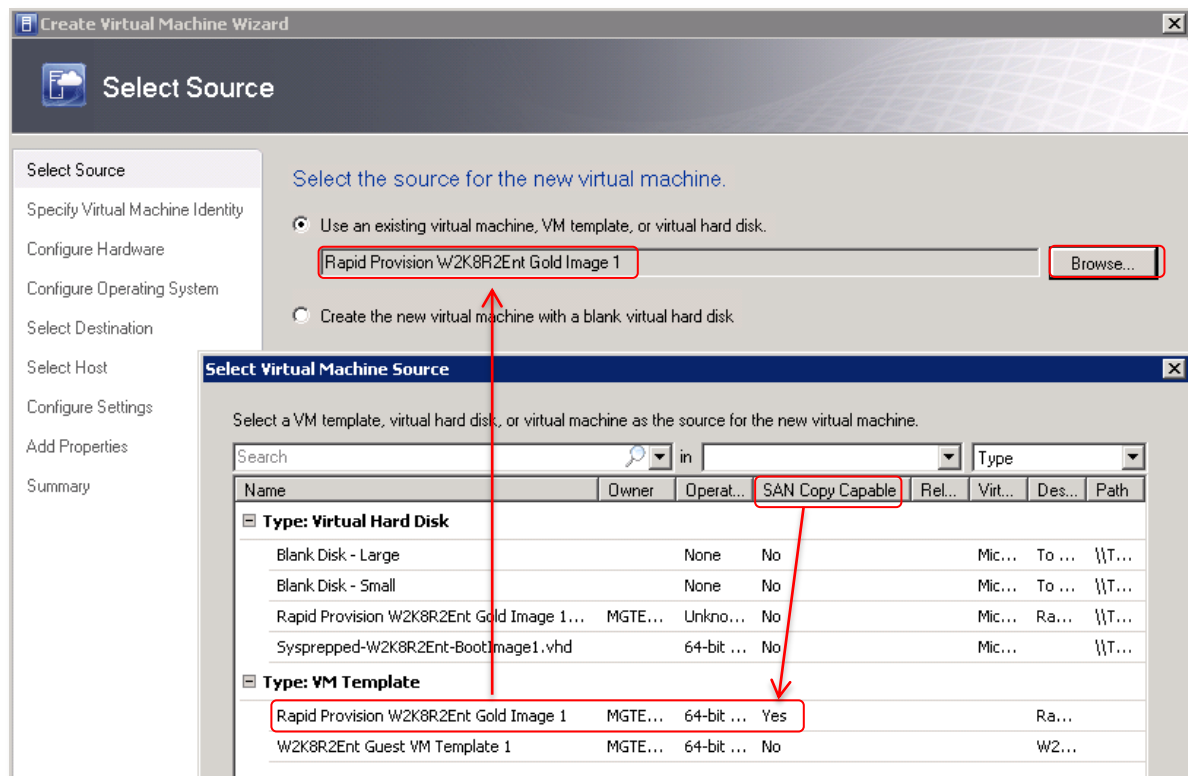 Create Virtual Machine Wizard
Select Source
Select Source
Specify Virtual Machine Identity
Configure Hardware
Configure Operating System
Select Destination
Select Host
Configure Settings
Add Properties
Summary
Select the source for the new virtual machine.
Use an existing virtual machine, VM template, or virtual hard disk.
Rapid Provision W2K8R2Ent Gold Image 1 Browse...
Create the new virtual machine with a blank virtual hard disk
Select Virtual Machine Source
Select a VM template, virtual hard disk, or virtual machine as the source for the new virtual machine.
Search in Type
Name Owner Operat... SAN Copy Capable Rel... Virt... Des... Path
Type: Virtual Hard Disk
Blank Disk - Large None No Mic... To ... \\T...
Blank Disk - Small None No Mic... To ... \\T...
Rapid Provision W2K8R2Ent Gold Image 1... MGTE... Unkno... No Mic... Ra... \\T...
Sysprepped-W2K8R2Ent-BootImage1.vhd 64-bit ... No Mic... \\T...
Type: VM Template
Rapid Provision W2K8R2Ent Gold Image 1 MGTE... 64-bit ... Yes Ra...
W2K8R2Ent Guest VM Template 1 MGTE... 64-bit ... No W2...